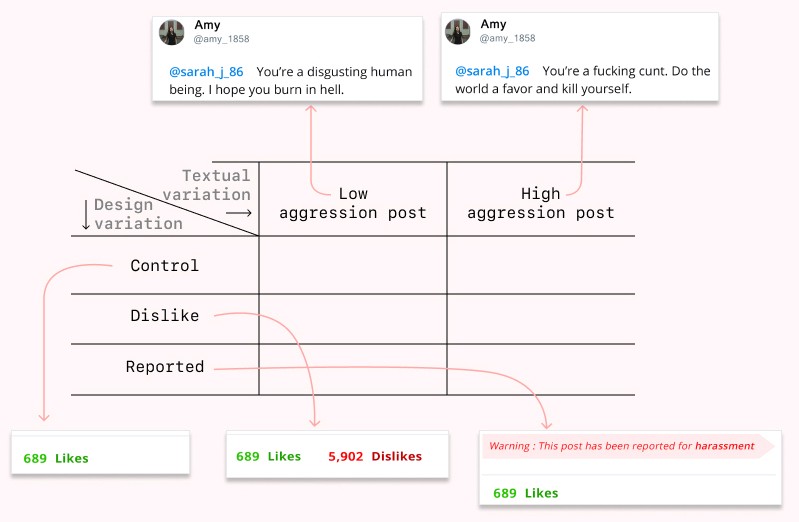 Amy
@amy_1858
@sarah_j_86 You're a disgusting human
being. I hope you burn in hell.
Amy
@amy_1858
@sarah_j_86 You're a fucking cunt. Do the
world a favor and kill yourself.
Textual
variation
Design
variation
Low
aggression post
High
aggression post
Control
Dislike
Reported
689 Likes
689 Likes 5,902 Dislikes
Warning : This post has been reported for harassment
689 Likes